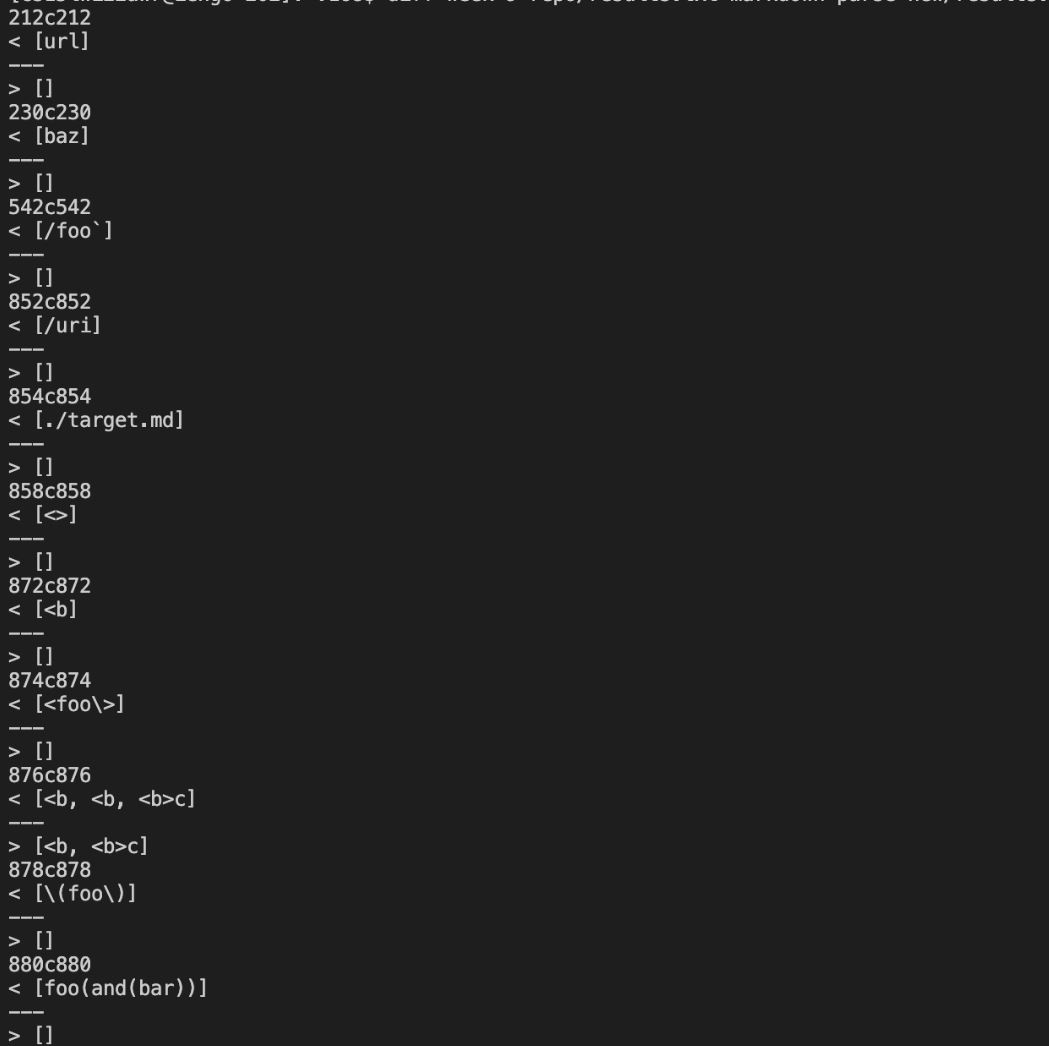 212c212
< [url]
---
> []
230c230
< [baz]
---
> []
542c542
< [/foo`]
---
> []
852c852
< [/uri]
---
> []
854c854
< [./target.md]
---
> []
858c858
< [<>]
---
> []
872c872
< [<b]
---
> []
874c874
< [<foo\>]
---
> []
876c876
< [<b, <b, <b>c]
---
> [<b, <b>c]
878c878
< [\(foo\)]
---
> []
880c880
< [foo(and(bar))]
---
> []